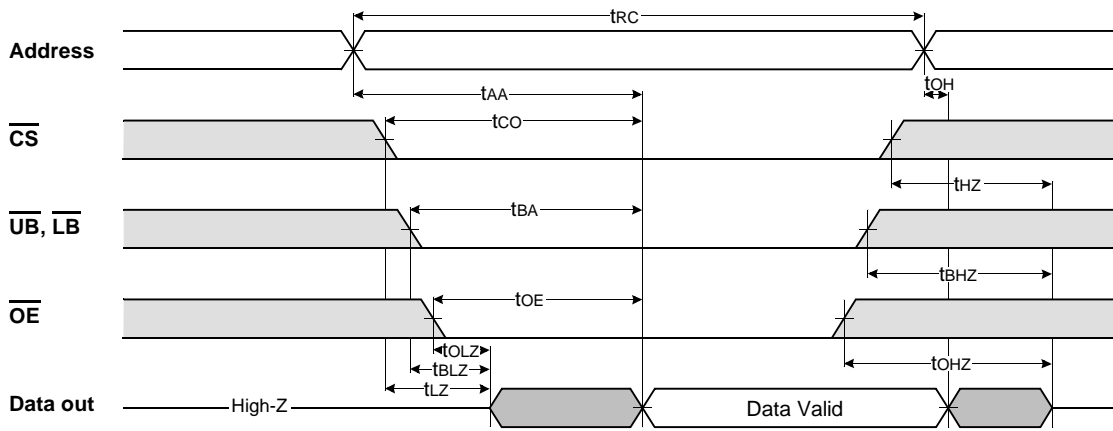 tRC
Address
tOH
tAA
tCO
CS
tHZ
tBA
UB, LB
tBHZ
tOE
OE
tOLZ
tOHZ
tBLZ
tLZ
Data out
High-Z
Data Valid